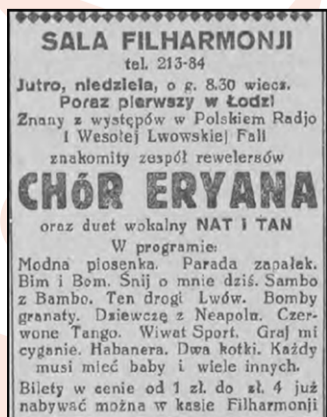 SALA FILHARMONJI
tel. 213-84
Jutro, niedziela, o g. 8.30 wiecz.
Poraz pierwszy w Łodzi
Znany z występów w Polskiem Radjo
i Wesołej Lwowskiej Fali
znakomity zespół rewelersów
CHÓR ERYANA
oraz duet wokalny NAT i TAN
W programie:
Modna piosenka. Parada zapałek.
Bim i Bom. Śnij o mnie dziś. Sambo
z Bambo. Ten drogi Lwów. Bomby
granaty. Dziewczę z Neapolu. Czer-
wone Tango. Wiwat Sport. Graj mi
cyganie. Habanera. Dwa kotki. Każdy
musi mieć baby i wiele innych.
Bilety w cenie od 1 zł. do zł. 4 już
nabywać można w kasie Filharmonji